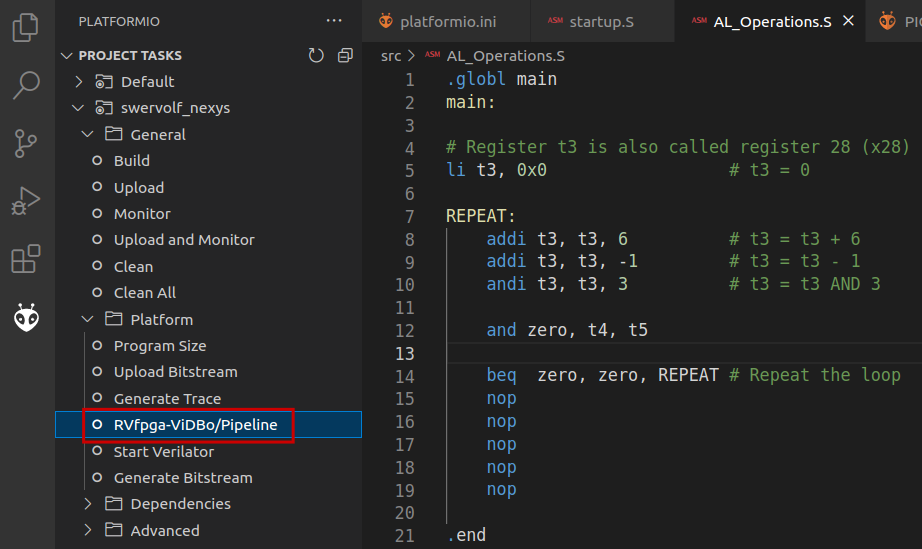 PLATFORMIO ...
PROJECT TASKS
Default
swervolf_nexys
General
Build
Upload
Monitor
Upload and Monitor
Clean
Clean All
Platform
Program Size
Upload Bitstream
Generate Trace
RVfpga-ViDBo/Pipeline
Start Verilator
Generate Bitstream
Dependencies
Advanced
platformio.ini ASM startup.S ASM AL_Operations.S × PIC
src > ASM AL_Operations.S
1 .globl main
2 main:
3
4 # Register t3 is also called register 28 (x28)
5 li t3, 0x0 # t3 = 0
6
7 REPEAT:
8 addi t3, t3, 6 # t3 = t3 + 6
9 addi t3, t3, -1 # t3 = t3 - 1
10 andi t3, t3, 3 # t3 = t3 AND 3
11
12 and zero, t4, t5
13
14 beq zero, zero, REPEAT # Repeat the loop
15 nop
16 nop
17 nop
18 nop
19 nop
20
21 .end